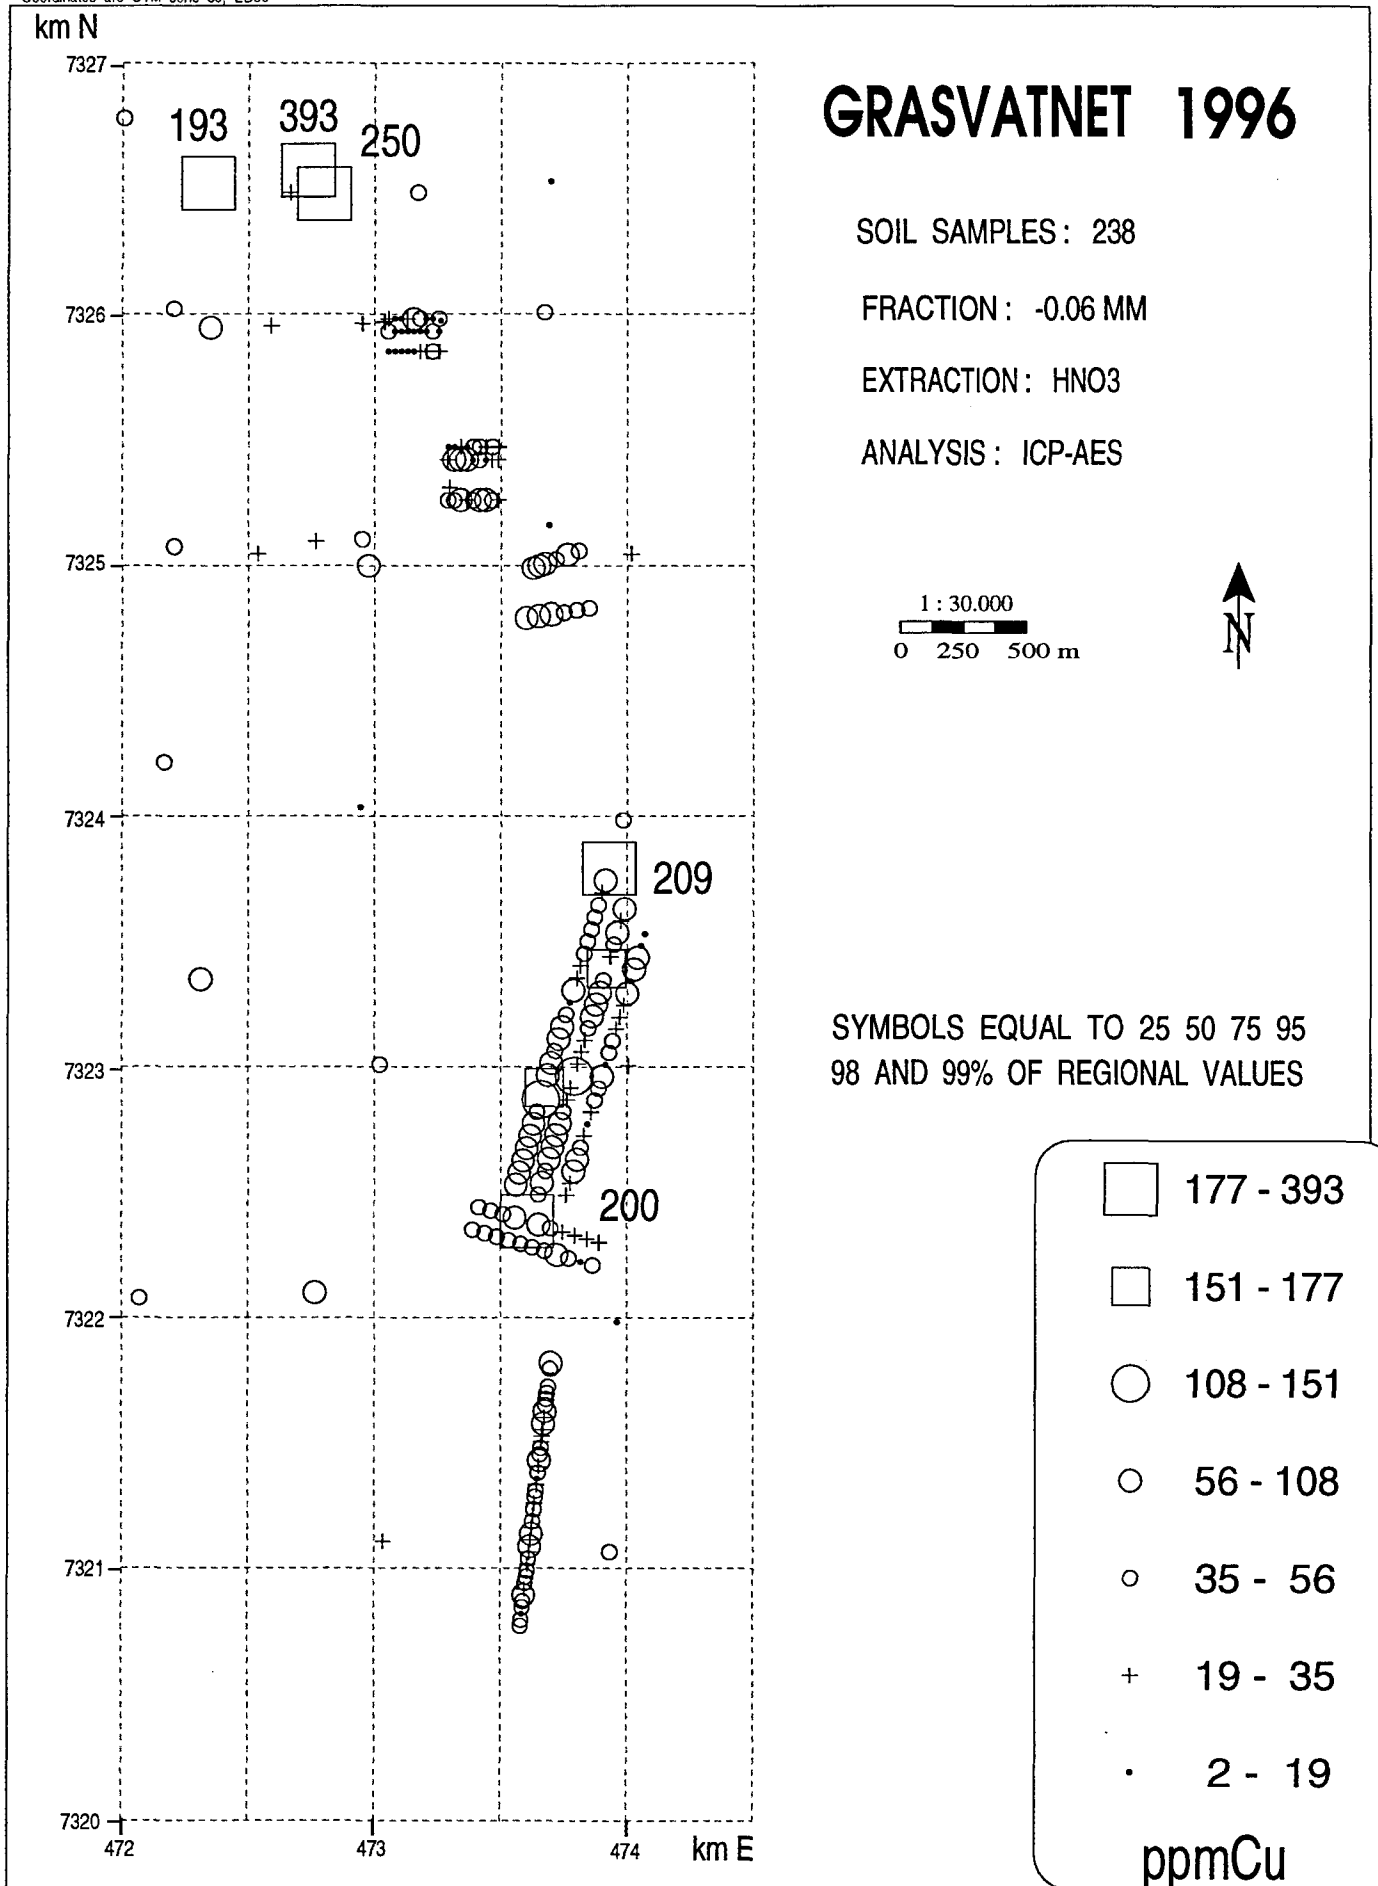 km N
7327
7326
7325
7324
7323
7322
7321
7320
472
473
474
km E
193
393
250
209
200
GRASVATNET 1996
SOIL SAMPLES : 238
FRACTION : -0.06 MM
EXTRACTION : HNO3
ANALYSIS : ICP-AES
1 : 30.000
0 250 500 m
N
SYMBOLS EQUAL TO 25 50 75 95
98 AND 99% OF REGIONAL VALUES
177 - 393
151 - 177
108 - 151
56 - 108
35 - 56
19 - 35
2 - 19
ppmCu